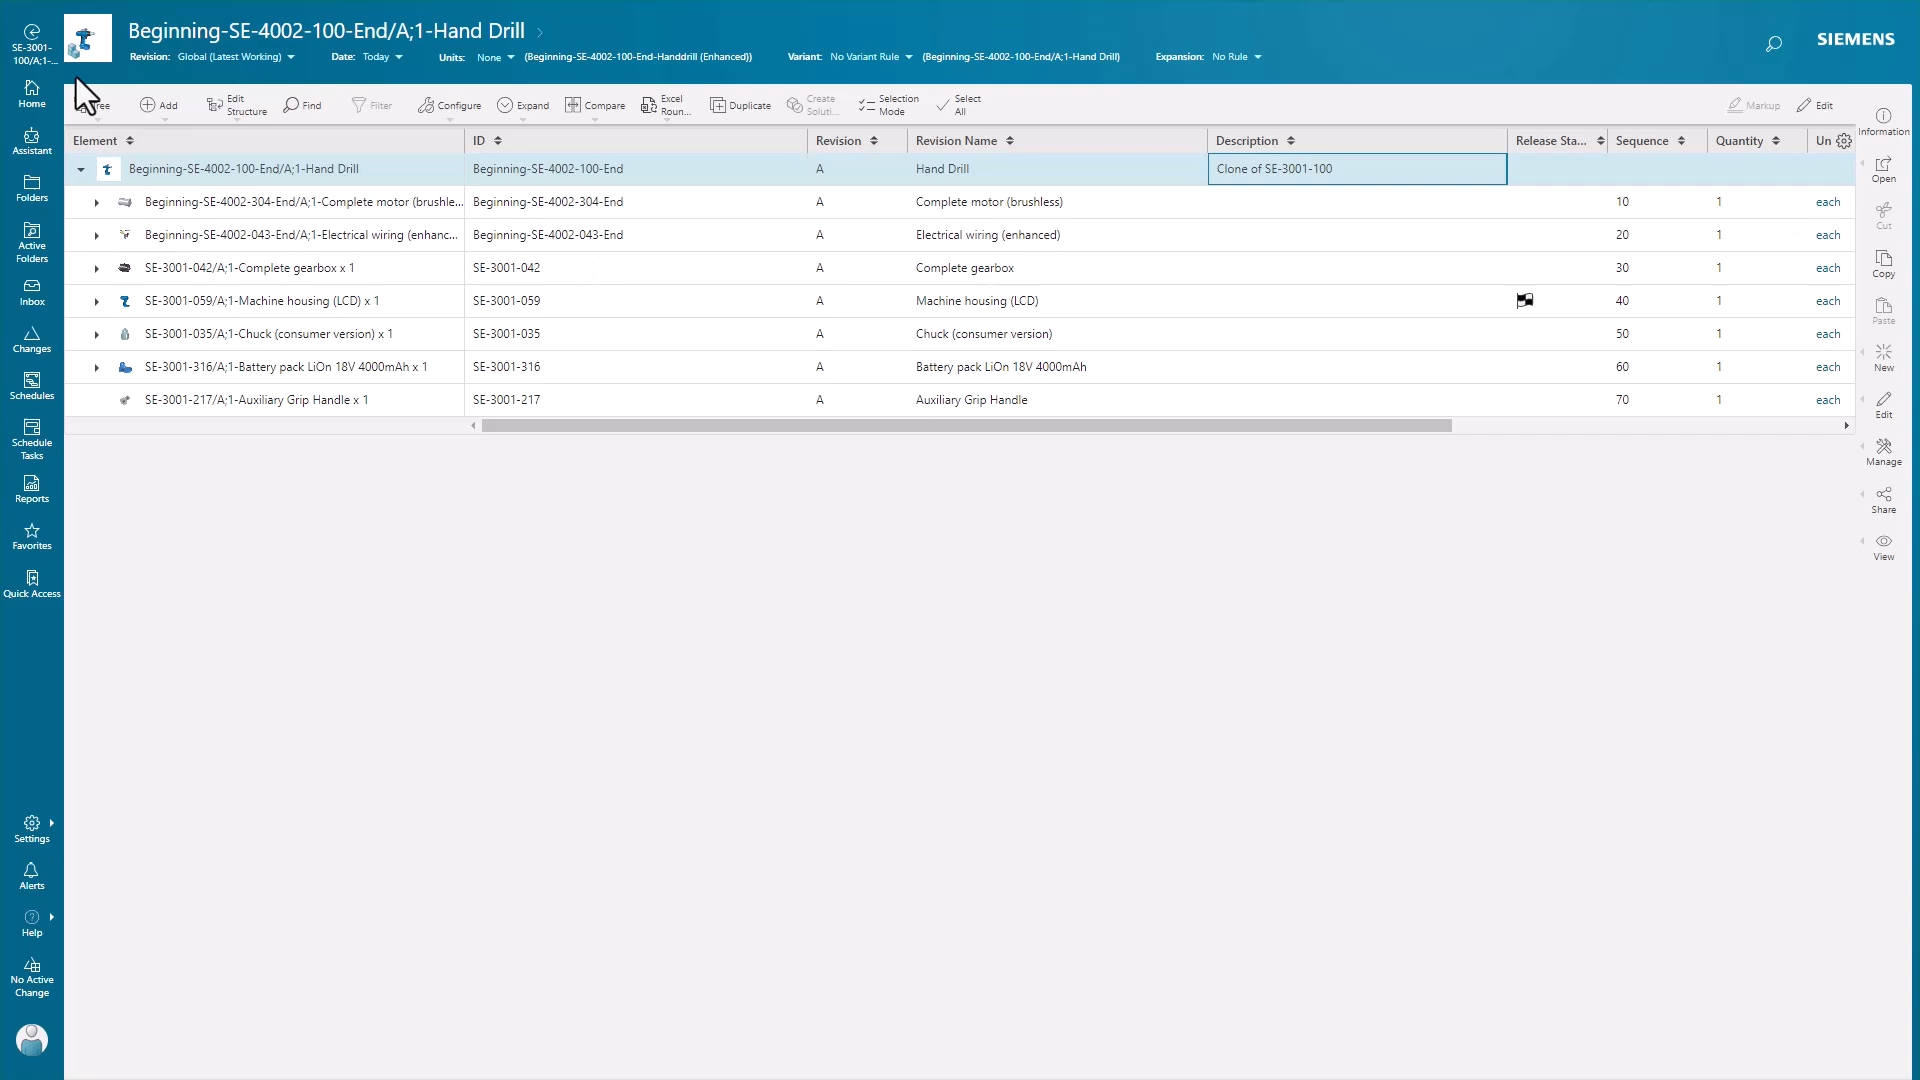 SE-3001-
100/A;1-...
Beginning-SE-4002-100-End/A;1-Hand Drill
Revision: Global (Latest Working) Date: Today Units: None (Beginning-SE-4002-100-End-Handdrill (Enhanced)) Variant: No Variant Rule (Beginning-SE-4002-100-End/A;1-Hand Drill) Expansion: No Rule
SIEMENS
Home
Assistant
Folders
Active
Folders
Inbox
Changes
Schedules
Schedule
Tasks
Reports
Favorites
Quick Access
Settings
Alerts
Help
No Active
Change
Add
Edit
Structure
Find
Filter
Configure
Expand
Compare
Excel
Roun...
Duplicate
Create
Soluti...
Selection
Mode
Select
All
Markup
Edit
Element ID Revision Revision Name Description Release Sta... Sequence Quantity Un
Beginning-SE-4002-100-End/A;1-Hand Drill Beginning-SE-4002-100-End A Hand Drill Clone of SE-3001-100
Beginning-SE-4002-304-End/A;1-Complete motor (brushle... Beginning-SE-4002-304-End A Complete motor (brushless) 10 1 each
Beginning-SE-4002-043-End/A;1-Electrical wiring (enhanc... Beginning-SE-4002-043-End A Electrical wiring (enhanced) 20 1 each
SE-3001-042/A;1-Complete gearbox x 1 SE-3001-042 A Complete gearbox 30 1 each
SE-3001-059/A;1-Machine housing (LCD) x 1 SE-3001-059 A Machine housing (LCD) 40 1 each
SE-3001-035/A;1-Chuck (consumer version) x 1 SE-3001-035 A Chuck (consumer version) 50 1 each
SE-3001-316/A;1-Battery pack LiOn 18V 4000mAh x 1 SE-3001-316 A Battery pack LiOn 18V 4000mAh 60 1 each
SE-3001-217/A;1-Auxiliary Grip Handle x 1 SE-3001-217 A Auxiliary Grip Handle 70 1 each
Information
Open
Cut
Copy
Paste
New
Edit
Manage
Share
View